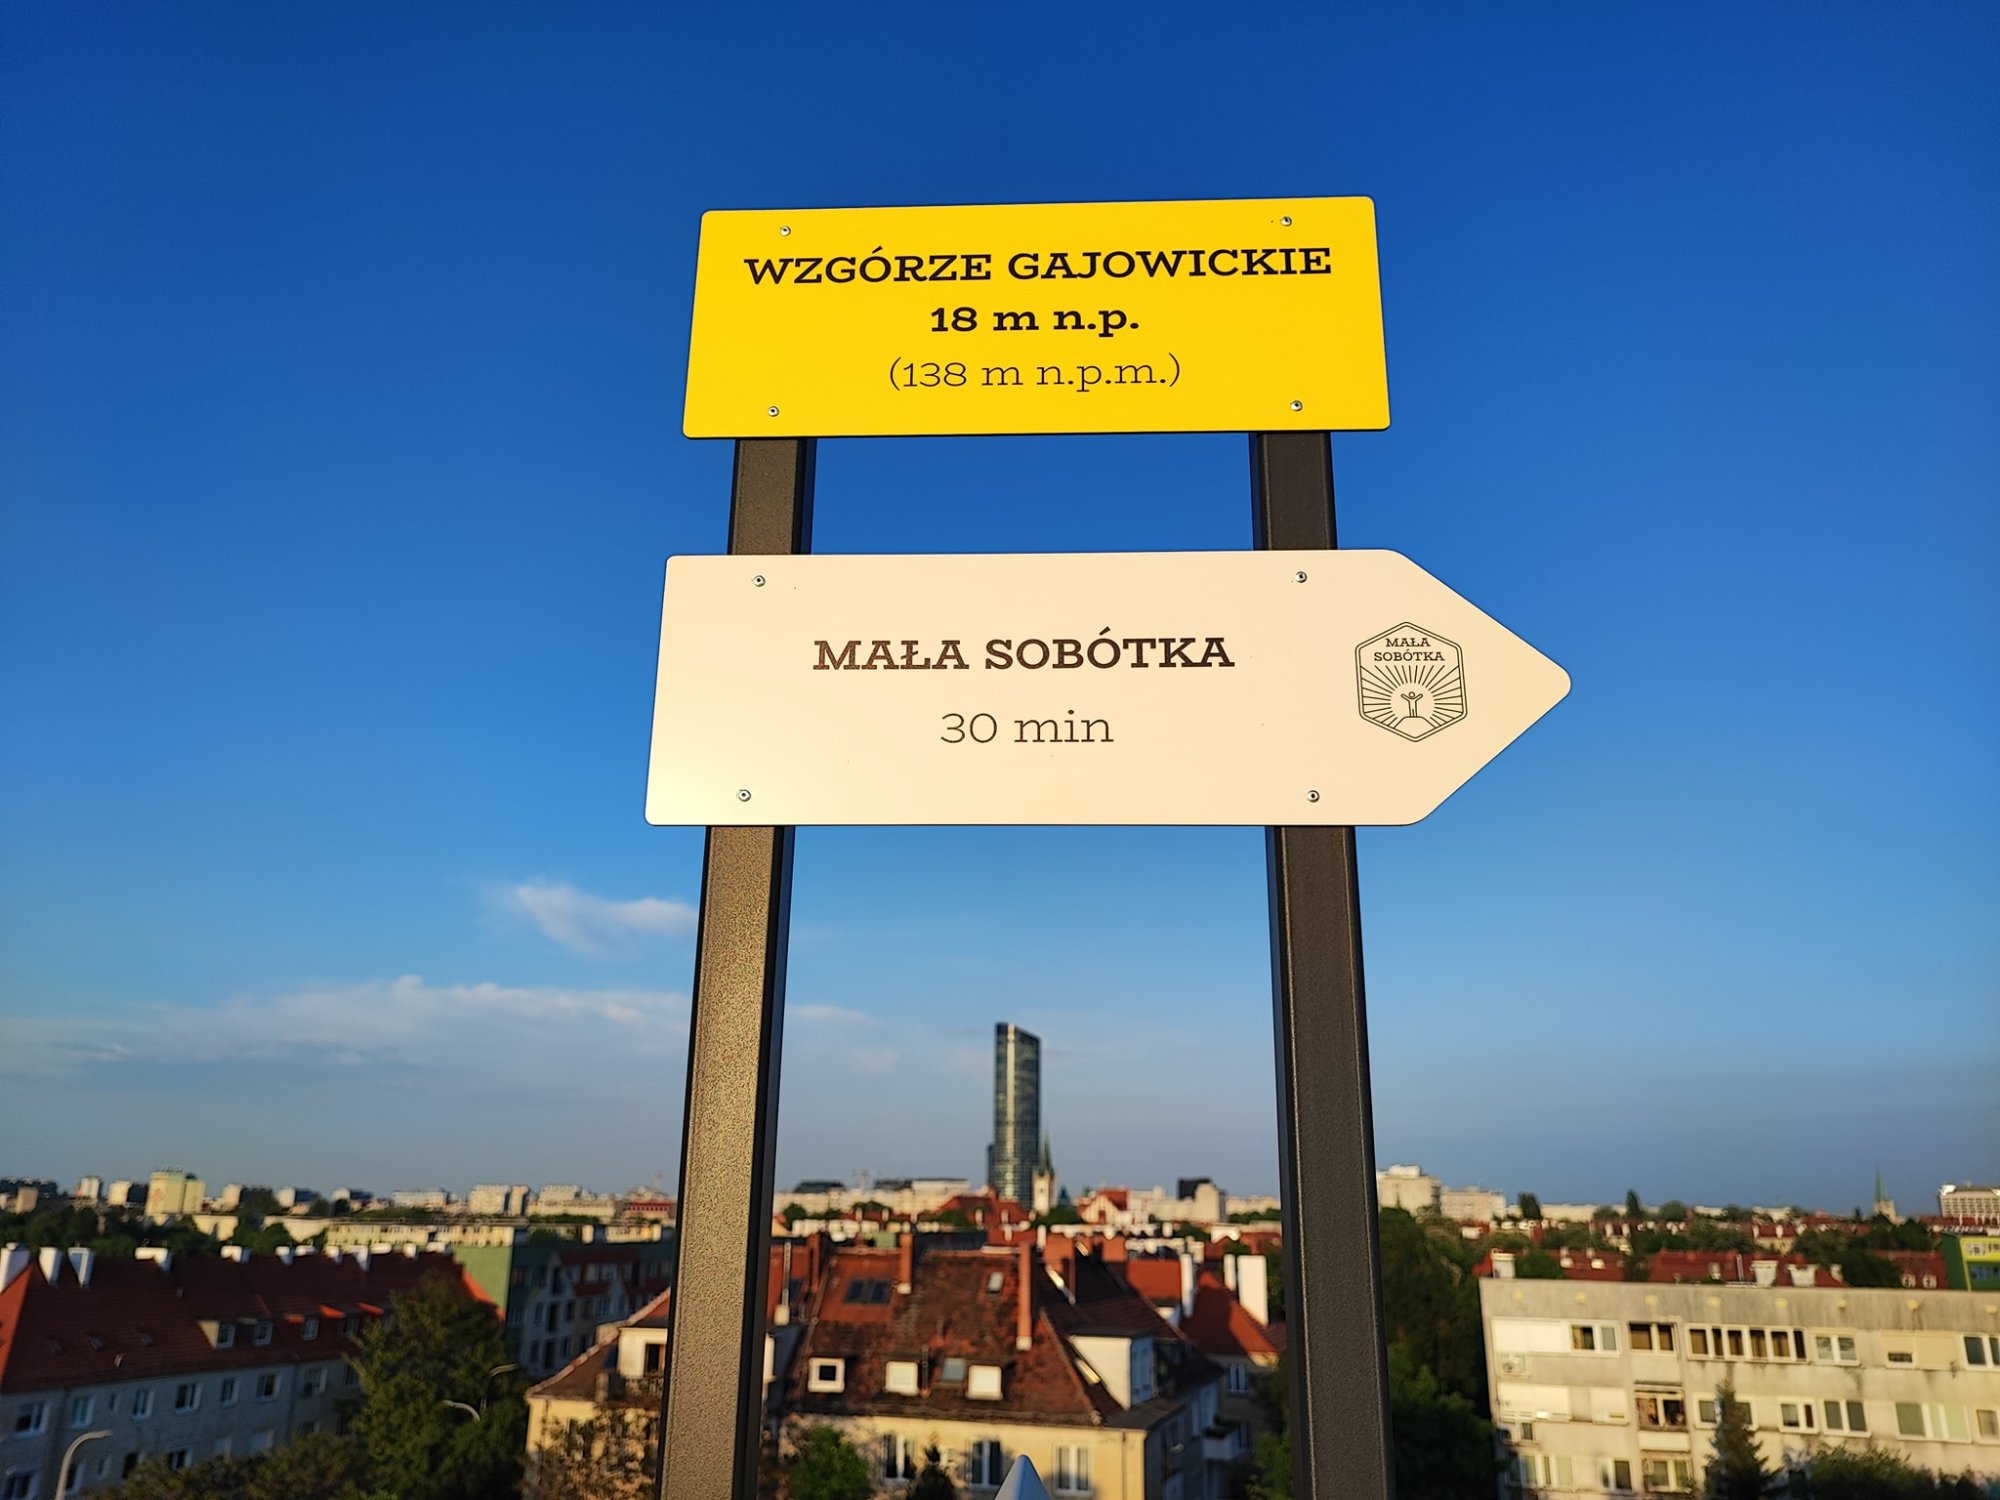 WZGÓRZE GAJOWICKIE
18 m n.p.
(138 m n.p.m.)
MAŁA SOBÓTKA
30 min
MAŁA
SOBÓTKA